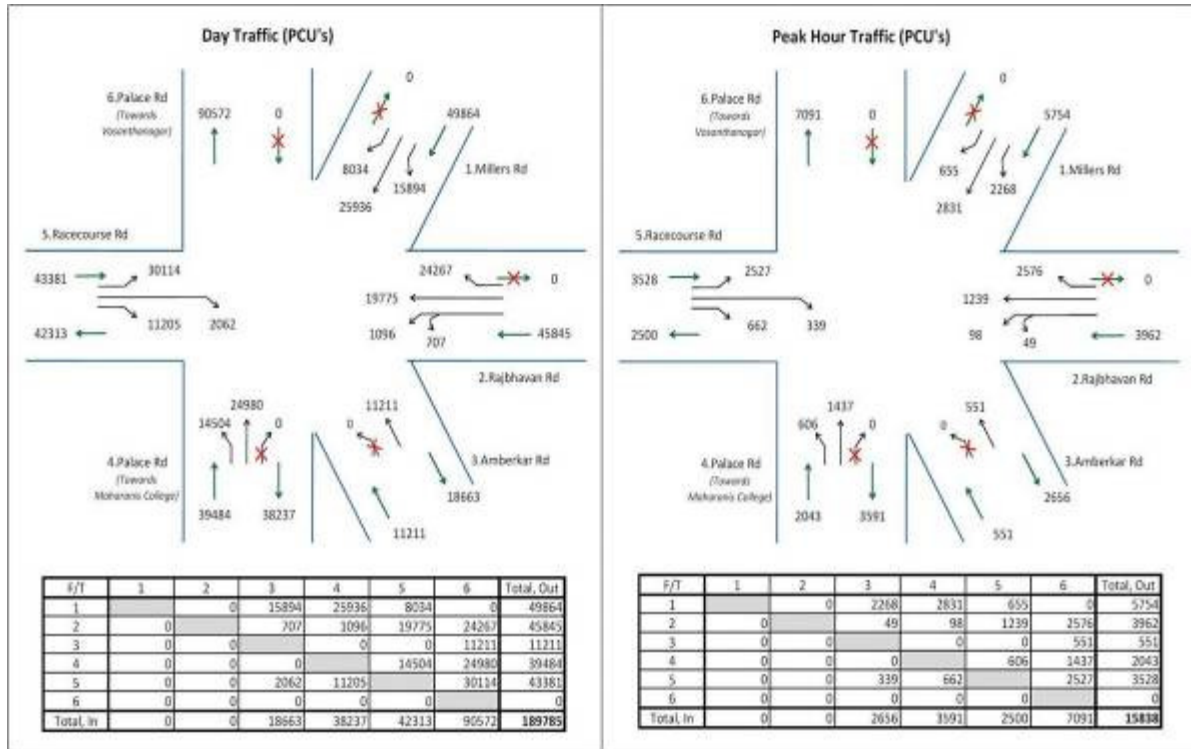 Day Traffic (PCU's)
0
6.Palace Rd
(Towards
Vasanthanagar)
90572
0
49864
8034
15894
25936
1.Millers Rd
5.Racecourse Rd
43381
30114
11205
2062
42313
24267
0
19775
1096
707
45845
2.Rajbhavan Rd
24980
14504
0
11211
0
4.Palace Rd
(Towards
Maharanis College)
39484
38237
3.Amberkar Rd
18663
11211
F/T 1 2 3 4 5 6 Total, Out
1 0 15894 25936 8034 0 49864
2 0 707 1096 19775 24267 45845
3 0 0 0 0 11211 11211
4 0 0 0 14504 24980 39484
5 0 0 2062 11205 30114 43381
6 0 0 0 0 0 0
Total, In 0 0 18663 38237 42313 90572 189785
Peak Hour Traffic (PCU's)
0
6.Palace Rd
(Towards
Vasanthanagar)
7091
0
5754
655
2268
2831
1.Millers Rd
5.Racecourse Rd
3528
2527
662
339
2500
2576
0
1239
98
49
3962
2.Rajbhavan Rd
1437
606
0
551
0
4.Palace Rd
(Towards
Maharanis College)
2043
3591
3.Amberkar Rd
2656
551
F/T 1 2 3 4 5 6 Total, Out
1 0 2268 2831 655 0 5754
2 0 49 98 1239 2576 3962
3 0 0 0 0 551 551
4 0 0 0 606 1437 2043
5 0 0 339 662 2527 3528
6 0 0 0 0 0 0
Total, In 0 0 2656 3591 2500 7091 15838